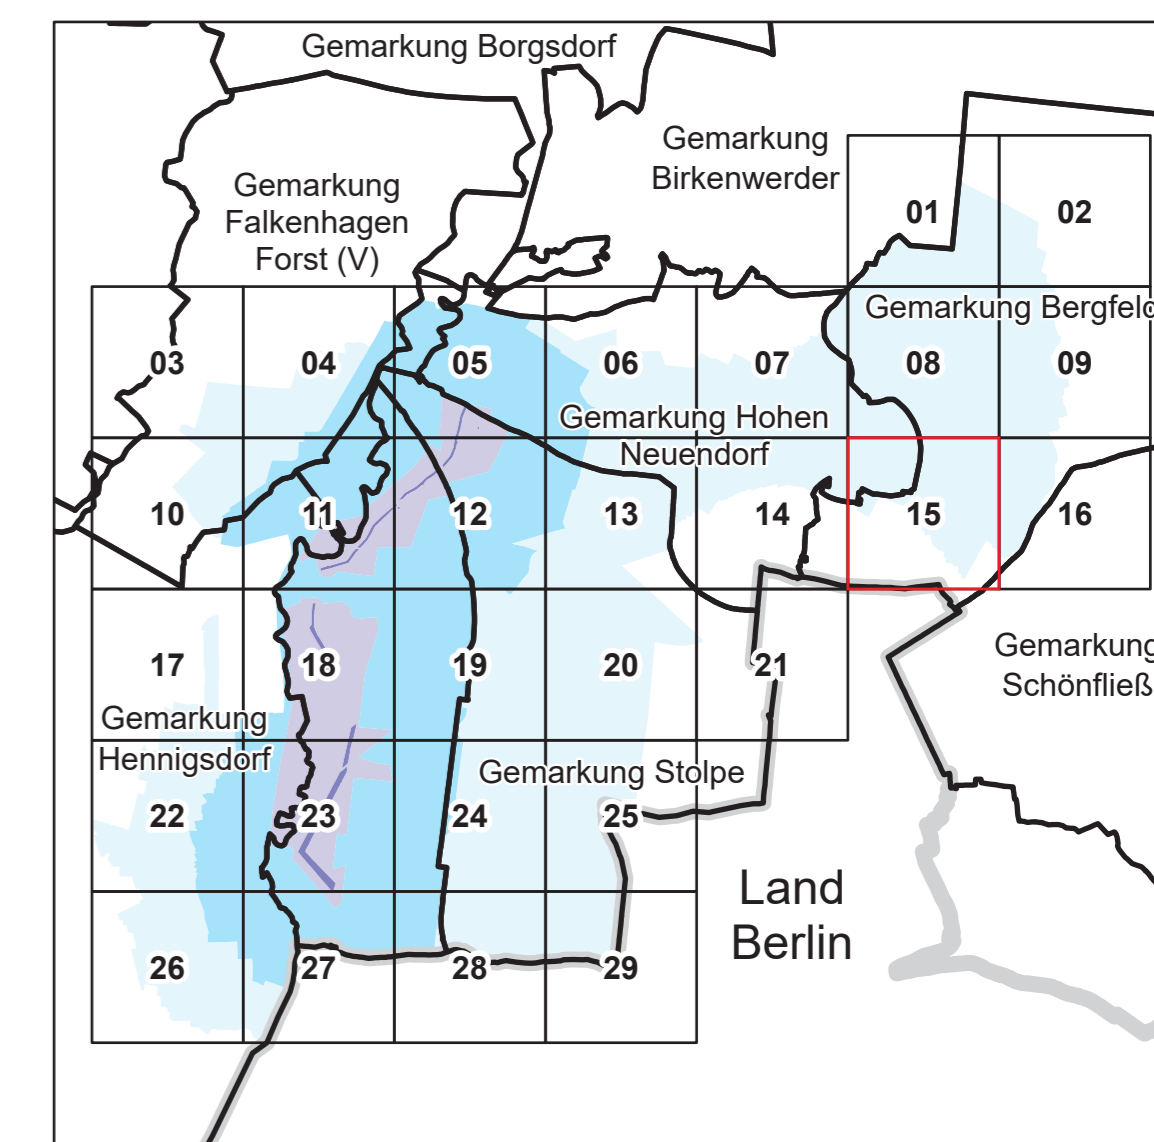 Gemarkung Borgsdorf
Gemarkung
Birkenwerder
Gemarkung
Falkenhagen
Forst (V)
01
02
Gemarkung Bergfeld
03
04
05
06
07
08
09
Gemarkung Hohen
Neuendorf
10
11
12
13
14
15
16
17
18
19
20
21
Gemarkung
Schönfließ
Gemarkung
Hennigsdorf
Gemarkung Stolpe
22
23
24
25
Land
Berlin
26
27
28
29